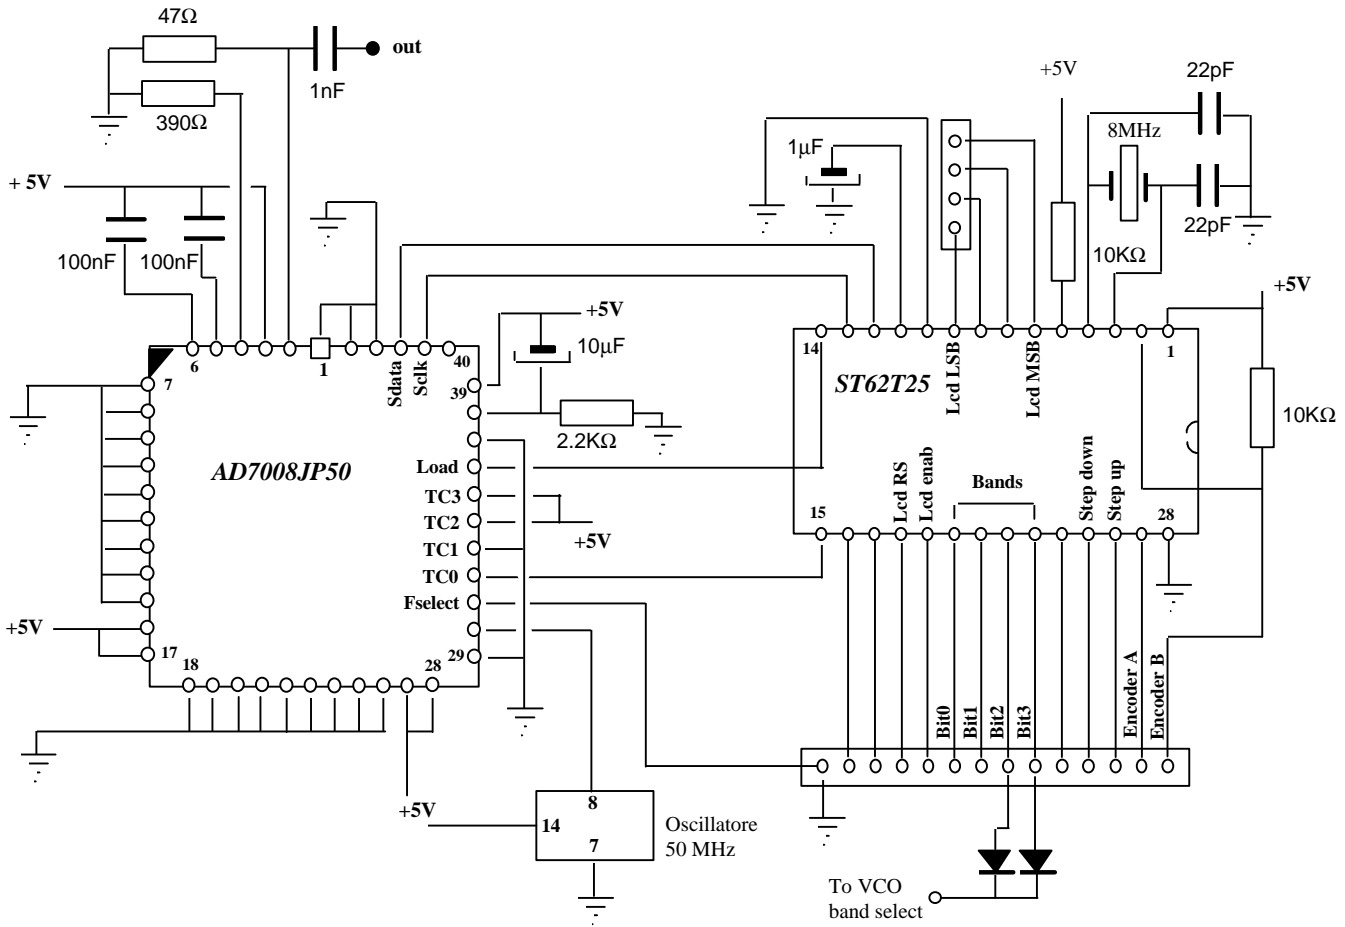 47Ω
out
1nF
390Ω
+ 5V
100nF
100nF
+5V
22pF
8MHz
1µF
22pF
10KΩ
+5V
+5V
10µF
2.2KΩ
10KΩ
6
1
Sdata
Sclk
40
39
7
AD7008JP50
Load
TC3
TC2
+5V
TC1
TC0
Fselect
29
+5V
17
18
28
14
Lcd LSB
Lcd MSB
1
ST62T25
Lcd RS
Lcd enab
Bands
Step down
Step up
15
28
Bit0
Bit1
Bit2
Bit3
Encoder A
Encoder B
+5V
8
14
7
Oscillatore
50 MHz
To VCO
band select